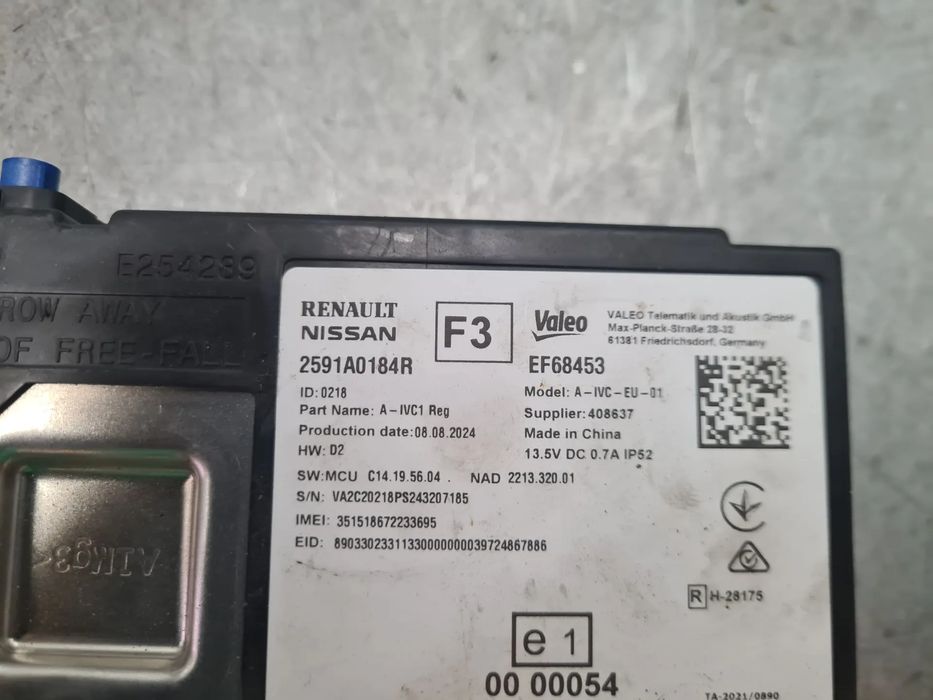 E254289
ROW AWAY
OF FREE-FALL
RENAULT
NISSAN
F3
Valeo
VALEO Telematik und Akustik GmbH
Max-Planck-Straße 28-32
61381 Friedrichsdorf, Germany
2591A0184R
EF68453
ID:0218
Model: A-IVC-EU-01
Part Name: A-IVC1 Reg
Supplier: 408637
Production date:08.08.2024
Made in China
HW: D2
13.5V DC 0.7A IP52
SW:MCU C14.19.56.04 . NAD 2213.320.01
S/N: VA2C20218PS243207185
IMEI: 351518672233695
EID: 89033023311330000000039724867886
R H-28175
e 1
00 00054
TA-2021/0890